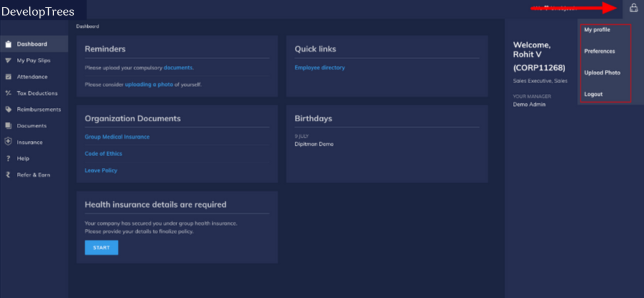 DevelopTrees
Dashboard
Dashboard
My Pay Slips
Attendance
Tax Deductions
Reimbursements
Documents
Insurance
Help
Refer & Earn
Reminders
Please upload your compulsory documents.
Please consider uploading a photo of yourself.
Quick links
Employee directory
Organization Documents
Group Medical Insurance
Code of Ethics
Leave Policy
Birthdays
9 JULY
Dipitman Demo
Health insurance details are required
Your company has secured you under group health insurance.
Please provide your details to finalize policy.
START
Welcome,
Rohit V
(CORP11268)
Sales Executive, Sales
YOUR MANAGER
Demo Admin
My profile
Preferences
Upload Photo
Logout